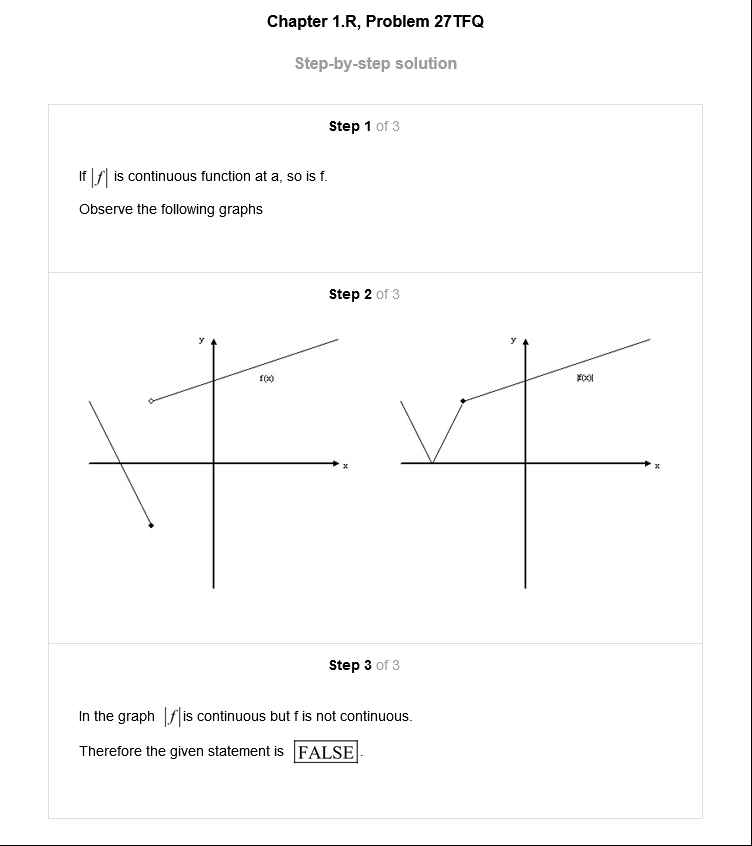 Chapter 1.R, Problem 27TFQ
Step-by-step solution
Step 1 of 3
If |f| is continuous function at a, so is f.
Observe the following graphs
Step 2 of 3
y
f(x)
x
y
|f(x)|
x
Step 3 of 3
In the graph |f| is continuous but f is not continuous.
Therefore the given statement is FALSE.